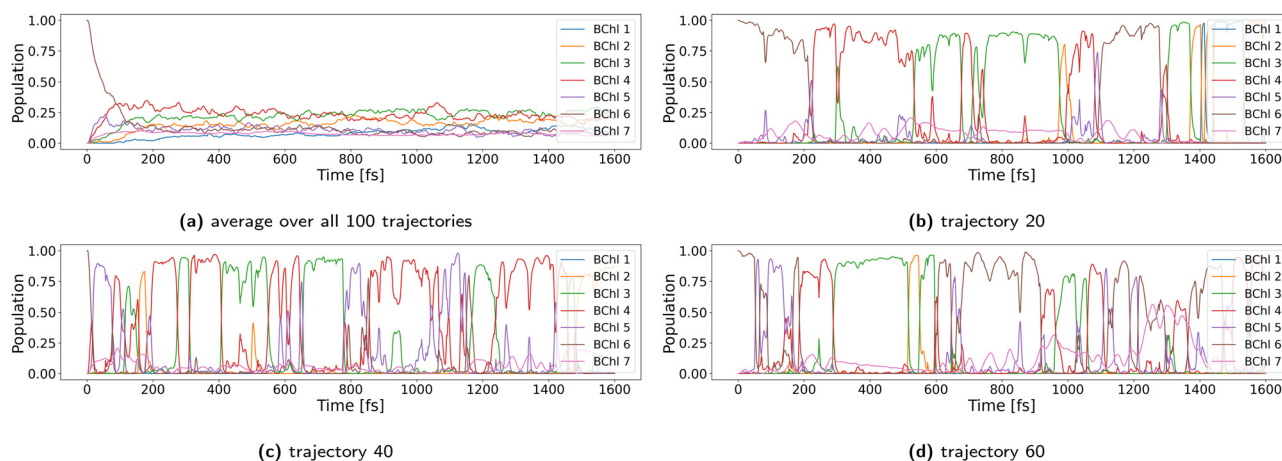 1.00
0.75
0.50
0.25
0.00
Population
0 200 400 600 800 1000 1200 1400 1600
Time [fs]
BChl 1
BChl 2
BChl 3
BChl 4
BChl 5
BChl 6
BChl 7
(a) average over all 100 trajectories
1.00
0.75
0.50
0.25
0.00
Population
0 200 400 600 800 1000 1200 1400 1600
Time [fs]
BChl 1
BChl 2
BChl 3
BChl 4
BChl 5
BChl 6
BChl 7
(b) trajectory 20
1.00
0.75
0.50
0.25
0.00
Population
0 200 400 600 800 1000 1200 1400 1600
Time [fs]
BChl 1
BChl 2
BChl 3
BChl 4
BChl 5
BChl 6
BChl 7
(c) trajectory 40
1.00
0.75
0.50
0.25
0.00
Population
0 200 400 600 800 1000 1200 1400 1600
Time [fs]
BChl 1
BChl 2
BChl 3
BChl 4
BChl 5
BChl 6
BChl 7
(d) trajectory 60